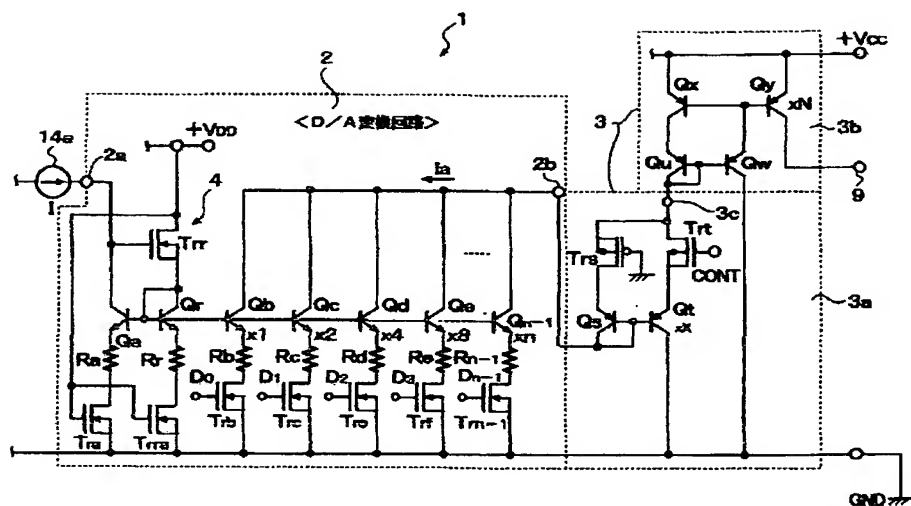 1
2
+Vcc
Qx
Qy
xN
3
3b
<D/A変換回路>
+VDD
14a
2a
4
Ia
2b
Qu
Qw
9
I
3c
Trr
Trs
Trt
CONT
3a
Qr
Qb
Qc
Qd
Qe
Qn-1
Qs
Qt
xx
Qa
x1
x2
x4
x8
xn
Ra
Rr
Rb
Rc
Rd
Re
Rn-1
D0
D1
D2
D3
Dn-1
Tra
Trra
Trb
Trc
Tre
Trf
Trn-1
GND